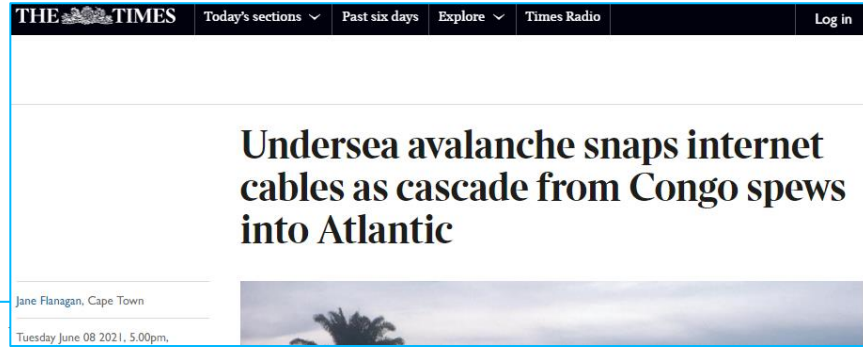 THE TIMES Today's sections Past six days Explore Times Radio Log in
Undersea avalanche snaps internet
cables as cascade from Congo spews
into Atlantic
Jane Flanagan, Cape Town
Tuesday June 08 2021, 5.00pm,